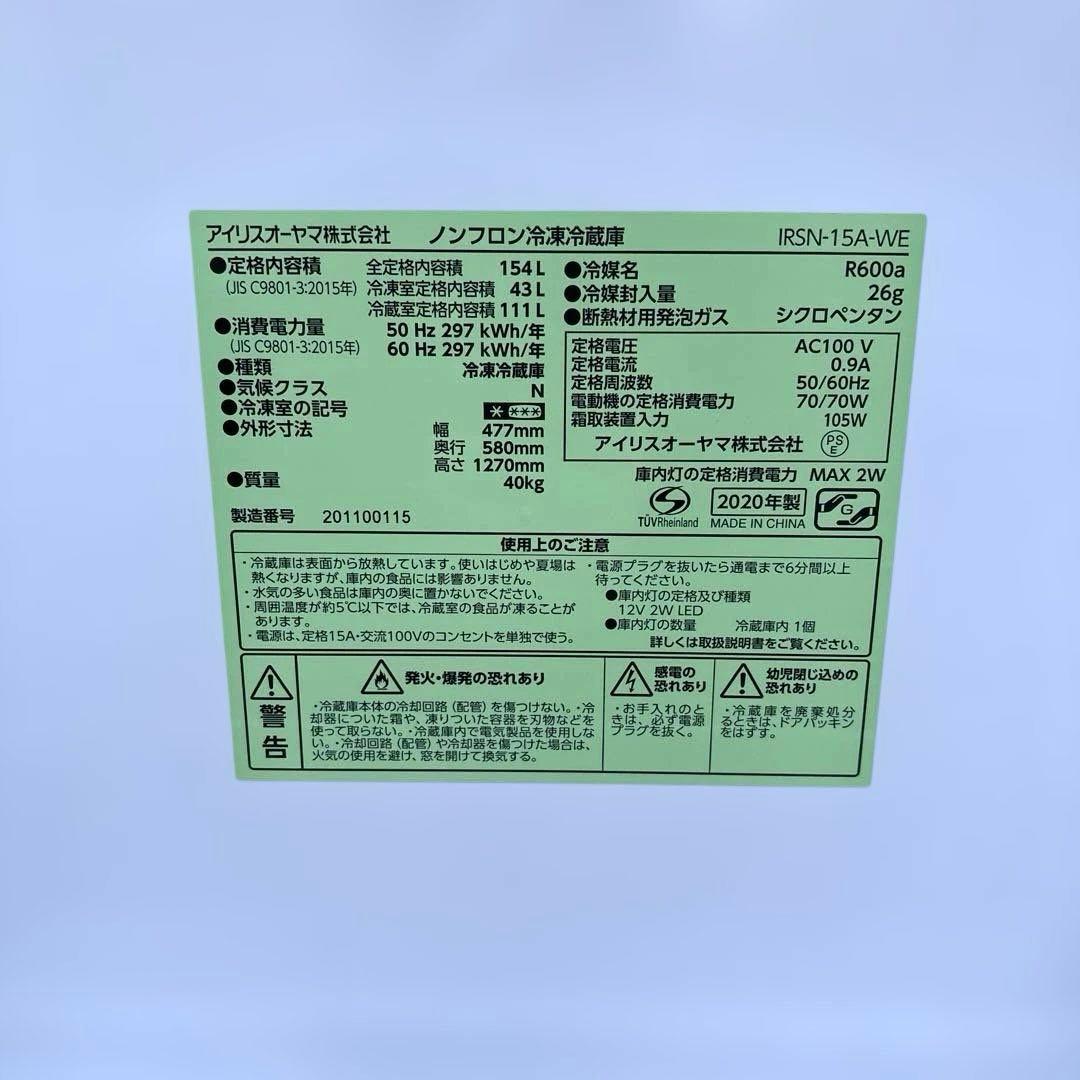 アイリスオーヤマ株式会社 ノンフロン冷凍冷蔵庫 IRSN-15A-WE
●定格内容積 全定格内容積 154 L
(JIS C9801-3:2015年) 冷凍室定格内容積 43 L
冷蔵室定格内容積 111 L
●消費電力量 50 Hz 297 kWh/年
(JIS C9801-3:2015年) 60 Hz 297 kWh/年
●種類 冷凍冷蔵庫
●気候クラス N
●冷凍室の記号 * ***
●外形寸法 幅 477mm
奥行 580mm
高さ 1270mm
●質量 40kg
製造番号 201100115
●冷媒名 R600a
●冷媒封入量 26g
●断熱材用発泡ガス シクロペンタン
定格電圧 AC100 V
定格電流 0.9A
定格周波数 50/60Hz
電動機の定格消費電力 70/70W
霜取装置入力 105W
アイリスオーヤマ株式会社 PSE
庫内灯の定格消費電力 MAX 2W
TÜVRheinland
2020年製
MADE IN CHINA
G
使用上のご注意
・冷蔵庫は表面から放熱しています。使いはじめや夏場は
熱くなりますが、庫内の食品には影響ありません。
・水気の多い食品は庫内の奥に置かないでください。
・周囲温度が約5℃以下では、冷蔵室の食品が凍ることが
あります。
・電源は、定格15A・交流100Vのコンセントを単独で使う。
・電源プラグを抜いたら通電まで6分間以上
待ってください。
●庫内灯の定格及び種類
12V 2W LED
●庫内灯の数量 冷蔵庫内 1個
詳しくは取扱説明書をご覧ください。
警告
発火・爆発の恐れあり
・冷蔵庫本体の冷却回路（配管）を傷つけない。・冷
却器についた霜や、凍りついた容器を刃物などを
使って取らない。・冷蔵庫内で電気製品を使用しな
い。・冷却回路（配管）や冷却器を傷つけた場合は、
火気の使用を避け、窓を開けて換気する。
感電の
恐れあり
・お手入れのと
きは、必ず電源
プラグを抜く。
幼児閉じ込めの
恐れあり
・冷蔵庫を廃棄処分
するときは、ドアパッキン
をはずす。